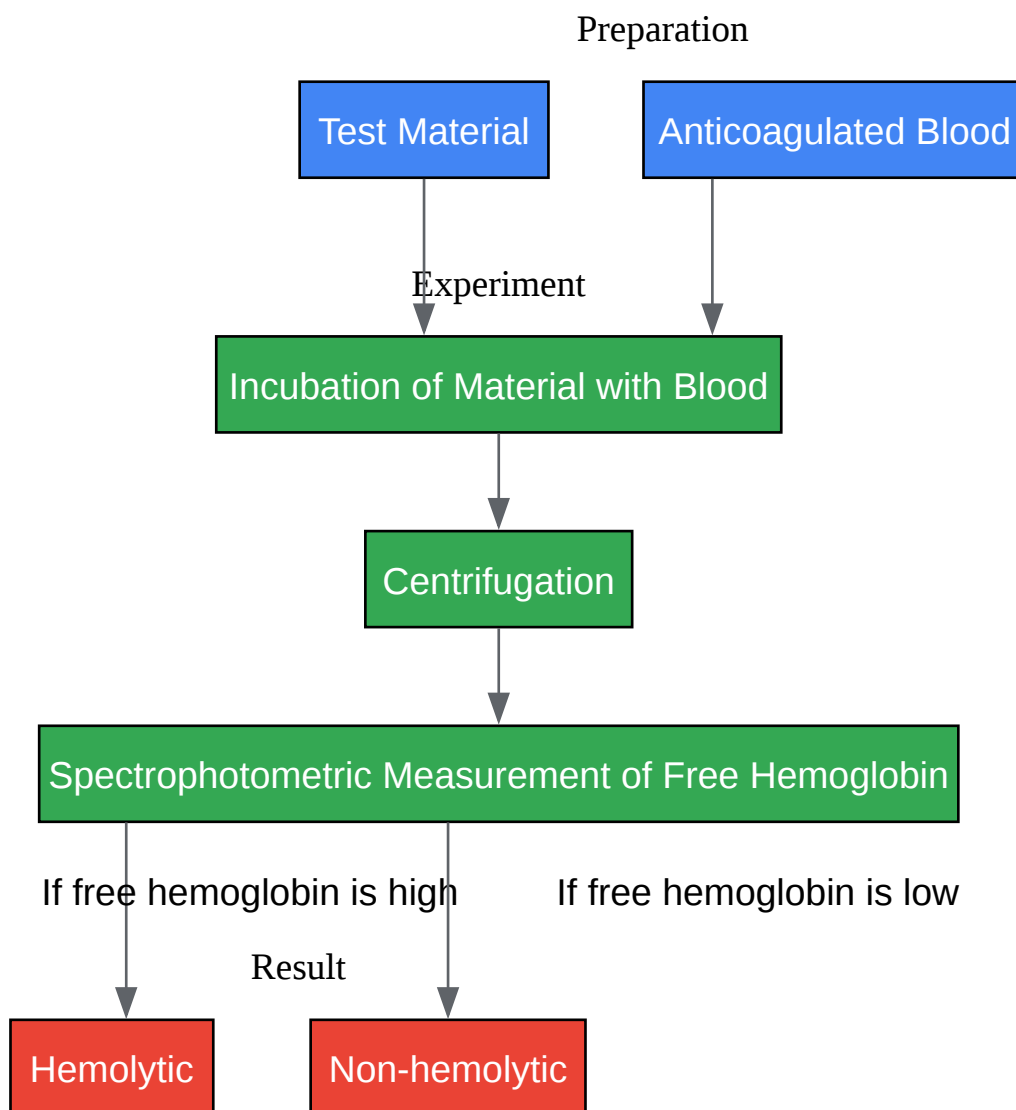 Preparation
Test Material
Anticoagulated Blood
Experiment
Incubation of Material with Blood
Centrifugation
Spectrophotometric Measurement of Free Hemoglobin
If free hemoglobin is high
If free hemoglobin is low
Result
Hemolytic
Non-hemolytic